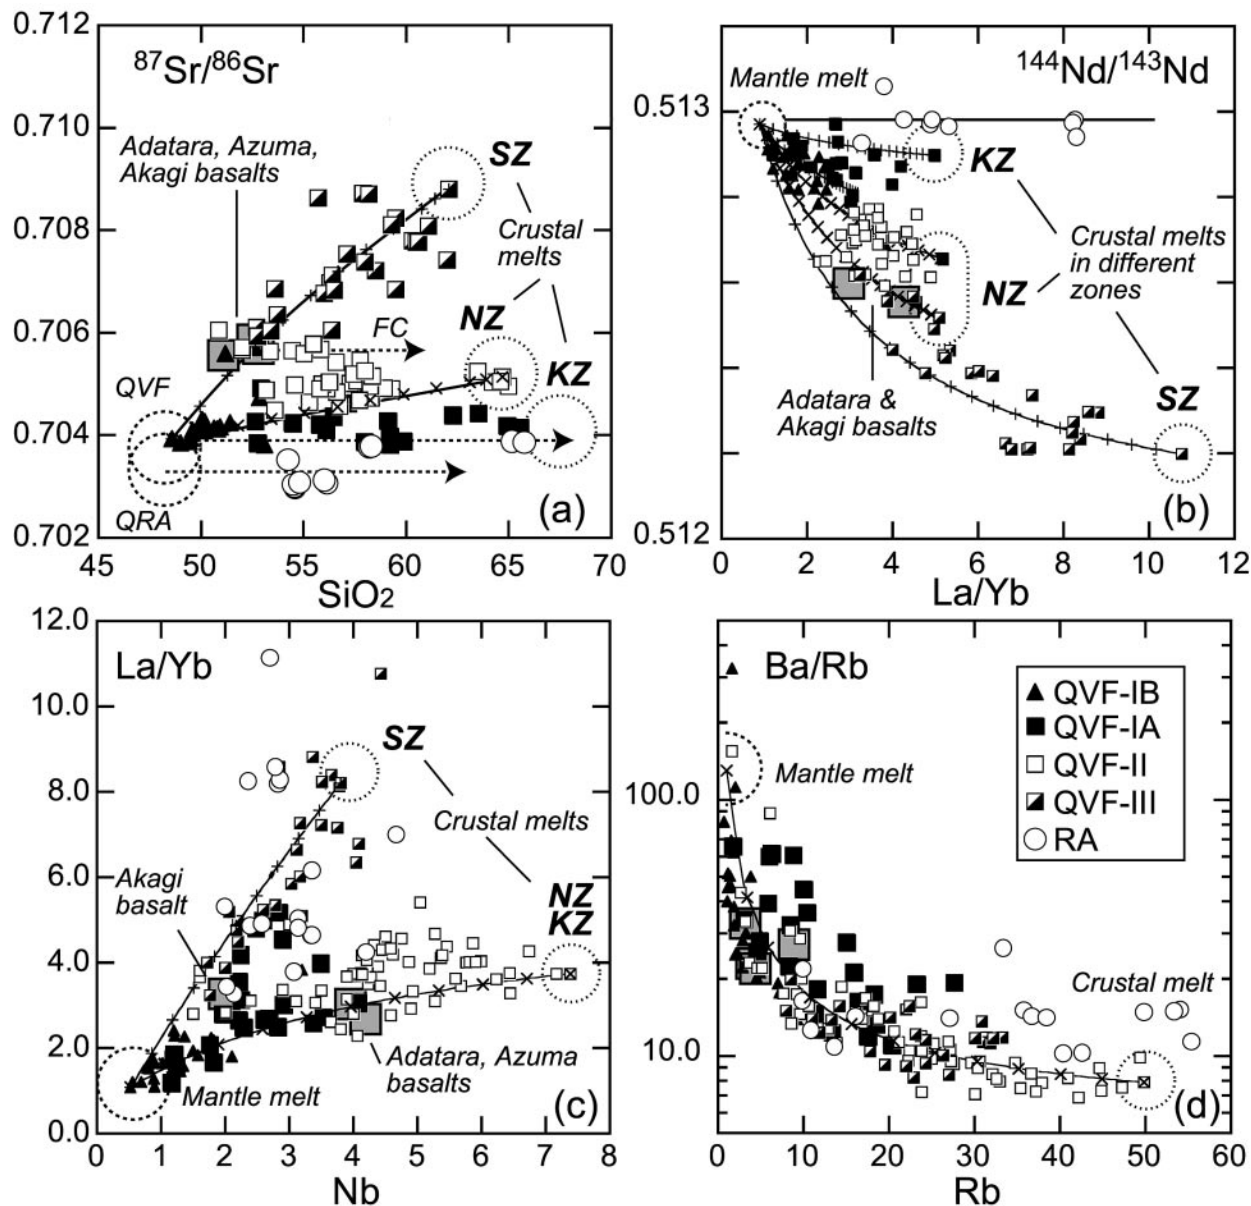 0.712
0.710
0.708
0.706
0.704
0.702
45 50 55 60 65 70
SiO2
87Sr/86Sr
Adatara, Azuma,
Akagi basalts
SZ
Crustal
melts
NZ
FC
KZ
QVF
QRA
(a)
0.513
0.512
0 2 4 6 8 10 12
La/Yb
Mantle melt
144Nd/143Nd
KZ
Crustal melts
in different
zones
NZ
SZ
Adatara &
Akagi basalts
(b)
12.0
10.0
8.0
6.0
4.0
2.0
0.0
0 1 2 3 4 5 6 7 8
Nb
La/Yb
SZ
Crustal melts
Akagi
basalt
NZ
KZ
Adatara, Azuma
basalts
Mantle melt
(c)
100.0
10.0
0 10 20 30 40 50 60
Rb
Ba/Rb
QVF-IB
QVF-IA
QVF-II
QVF-III
RA
Mantle melt
Crustal melt
(d)